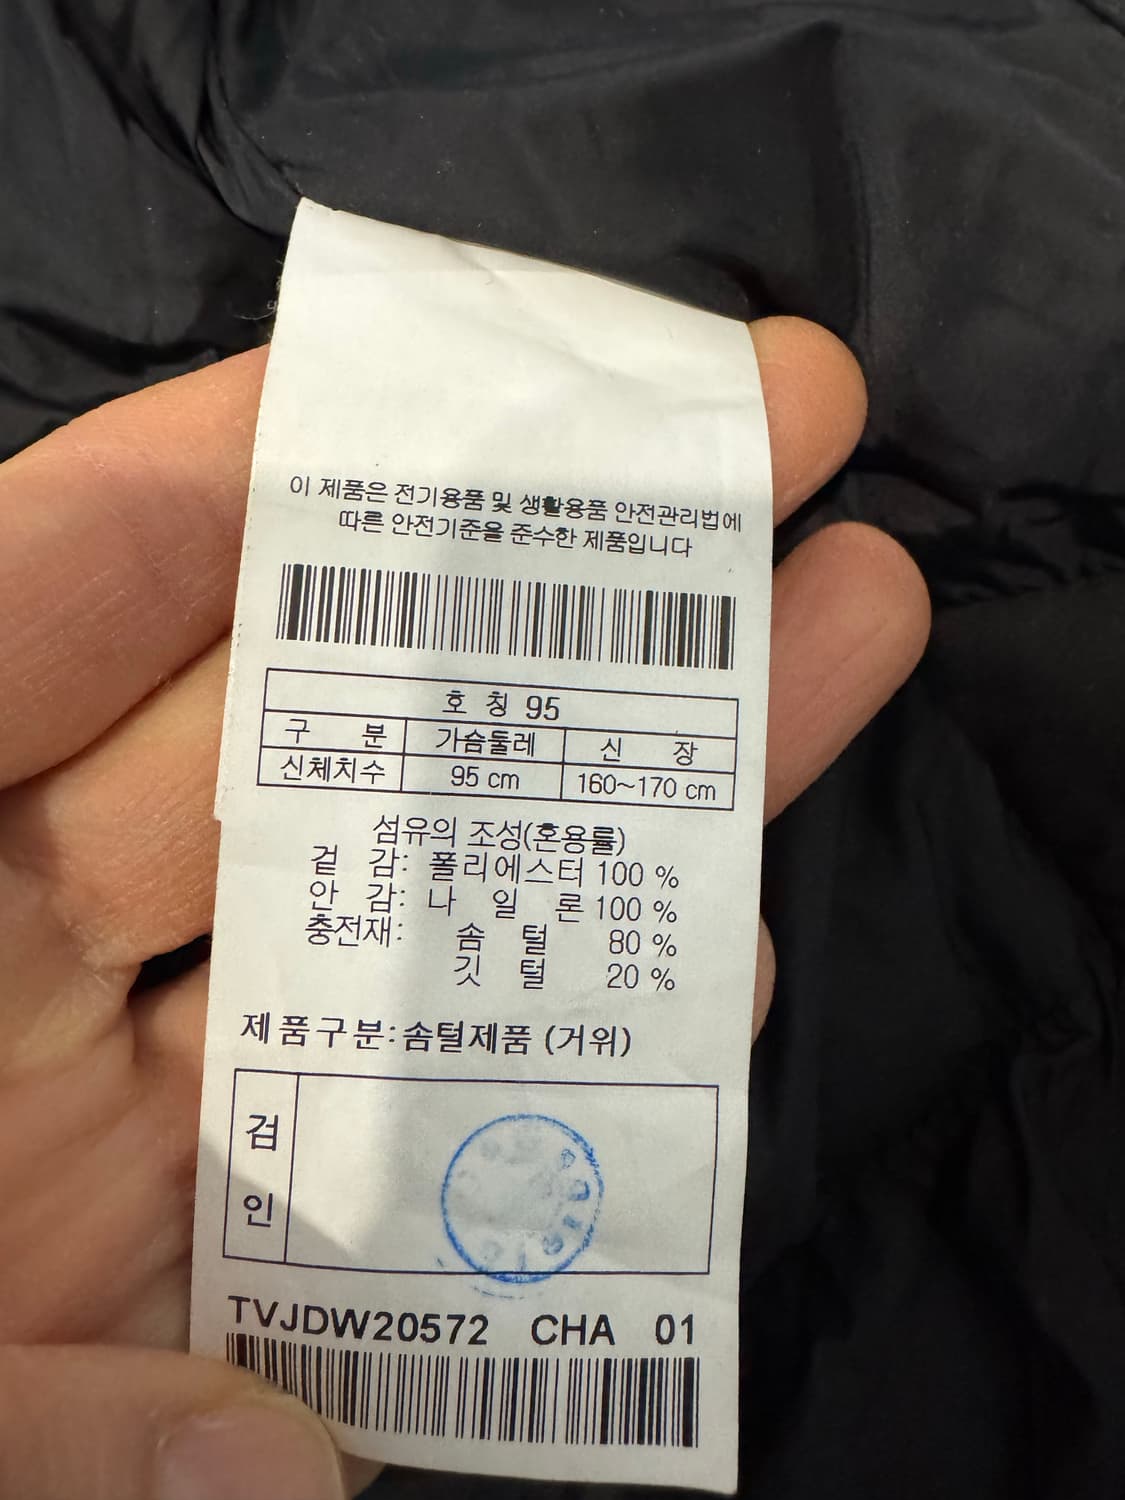 이 제품은 전기용품 및 생활용품 안전관리법에
따른 안전기준을 준수한 제품입니다
호 칭 95
구 분 가슴둘레 신 장
신체치수 95 cm 160~170 cm
섬유의 조성(혼용률)
겉 감: 폴리에스터 100 %
안 감: 나 일 론 100 %
충전재: 솜 털 80 %
깃 털 20 %
제품구분:솜털제품 (거위)
검
인
TVJDW20572 CHA 01